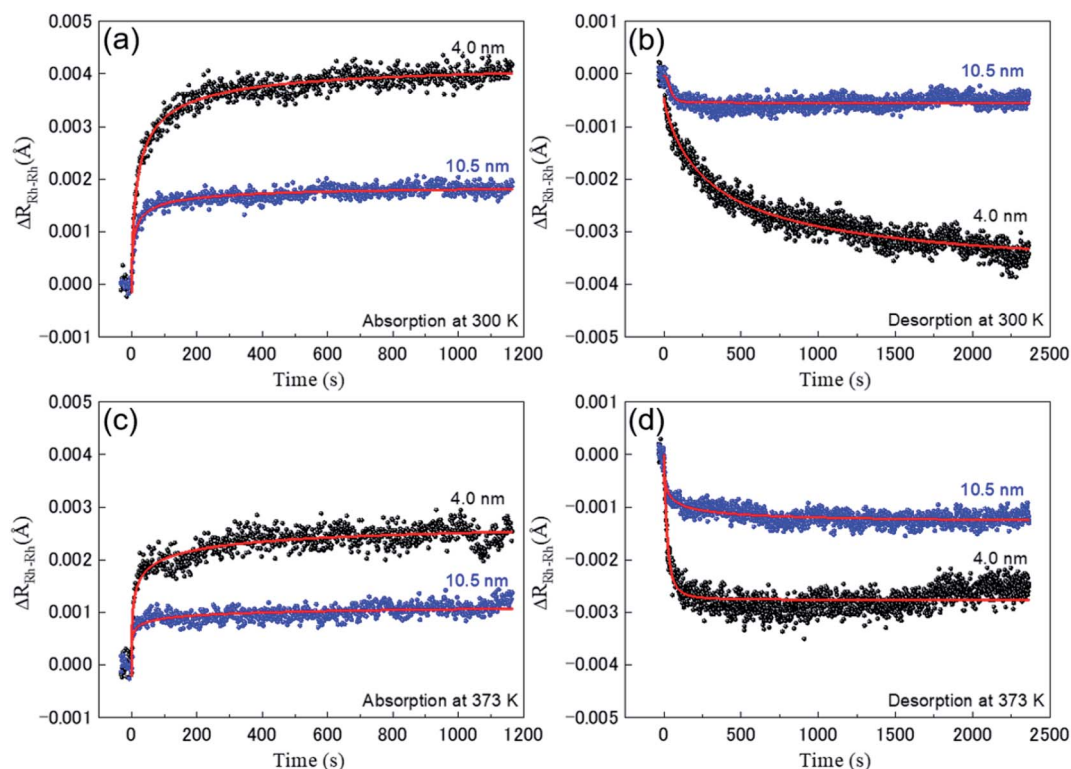 (a)
0.005
0.004
0.003
0.002
0.001
0.000
−0.001
ΔR_Rh-Rh(Å)
4.0 nm
10.5 nm
Absorption at 300 K
0 200 400 600 800 1000 1200
Time (s)
(b)
0.001
0.000
−0.001
−0.002
−0.003
−0.004
−0.005
ΔR_Rh-Rh(Å)
10.5 nm
4.0 nm
Desorption at 300 K
0 500 1000 1500 2000 2500
Time (s)
(c)
0.005
0.004
0.003
0.002
0.001
0.000
−0.001
ΔR_Rh-Rh(Å)
4.0 nm
10.5 nm
Absorption at 373 K
0 200 400 600 800 1000 1200
Time (s)
(d)
0.001
0.000
−0.001
−0.002
−0.003
−0.004
−0.005
ΔR_Rh-Rh(Å)
10.5 nm
4.0 nm
Desorption at 373 K
0 500 1000 1500 2000 2500
Time (s)